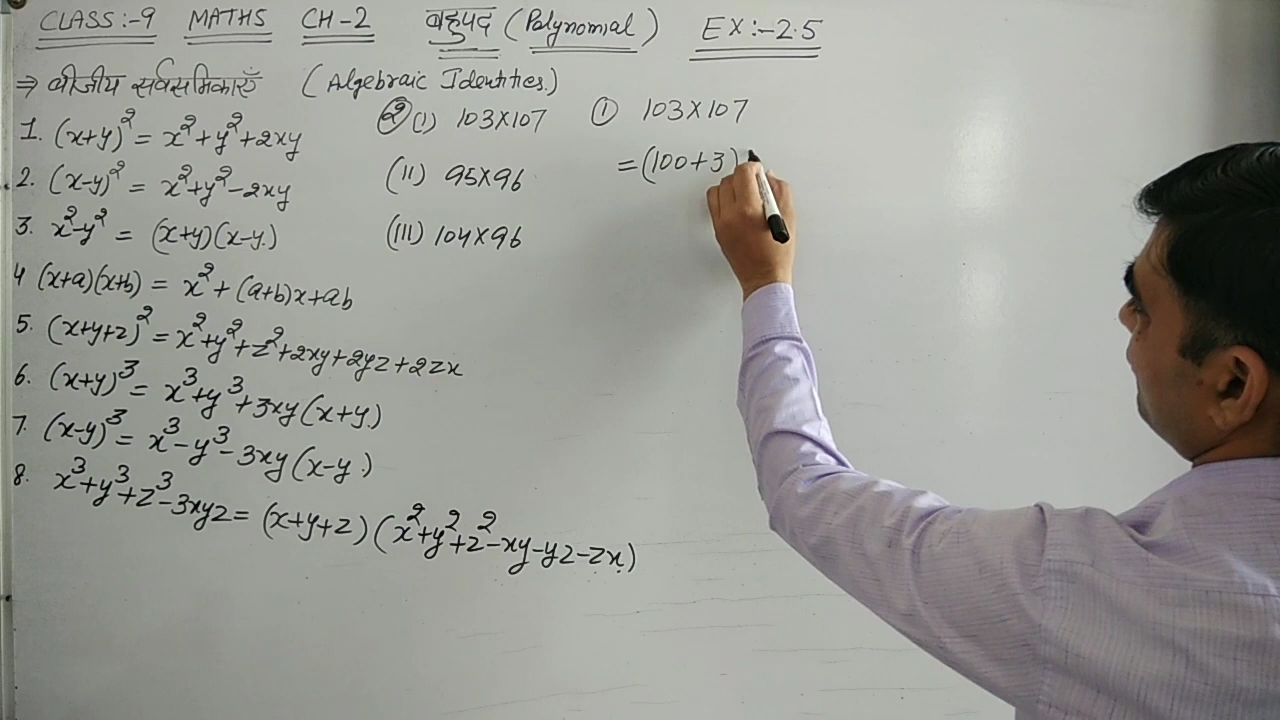 CLASS:-9 MATHS CH-2 बहुपद (Polynomial) EX:-2.5
⇒ बीजीय सर्वसमिकाएँ (Algebraic Identities.)
1. (x+y)² = x²+y²+2xy
2. (x-y)² = x²+y²-2xy
3. x²-y² = (x+y)(x-y.)
4 (x+a)(x+b) = x²+(a+b)x+ab
5. (x+y+z)² = x²+y²+z²+2xy+2yz+2zx
6. (x+y)³ = x³+y³+3xy(x+y.)
7. (x-y)³ = x³-y³-3xy(x-y.)
8. x³+y³+z³-3xyz = (x+y+z)(x²+y²+z²-xy-yz-zx)
② (i) 103×107
(ii) 95×96
(iii) 104×96
① 103×107
=(100+3)